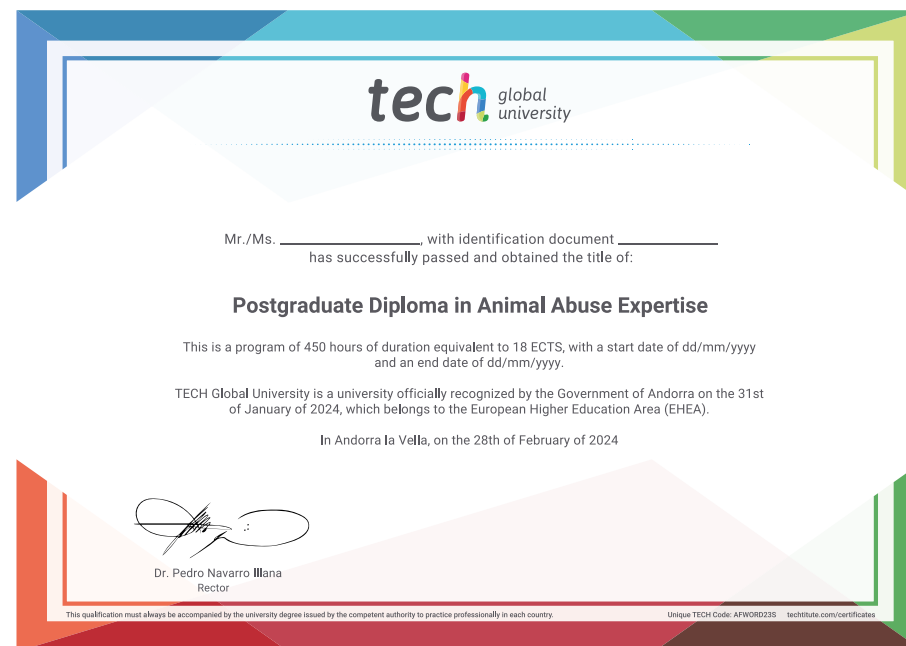 tech global university
Mr./Ms. ____________, with identification document ____________
has successfully passed and obtained the title of:
Postgraduate Diploma in Animal Abuse Expertise
This is a program of 450 hours of duration equivalent to 18 ECTS, with a start date of dd/mm/yyyy
and an end date of dd/mm/yyyy.
TECH Global University is a university officially recognized by the Government of Andorra on the 31st
of January of 2024, which belongs to the European Higher Education Area (EHEA).
In Andorra la Vella, on the 28th of February of 2024
Dr. Pedro Navarro Illana
Rector
This qualification must always be accompanied by the university degree issued by the competent authority to practice professionally in each country.
Unique TECH Code: AFWORD23S techtitute.com/certificates